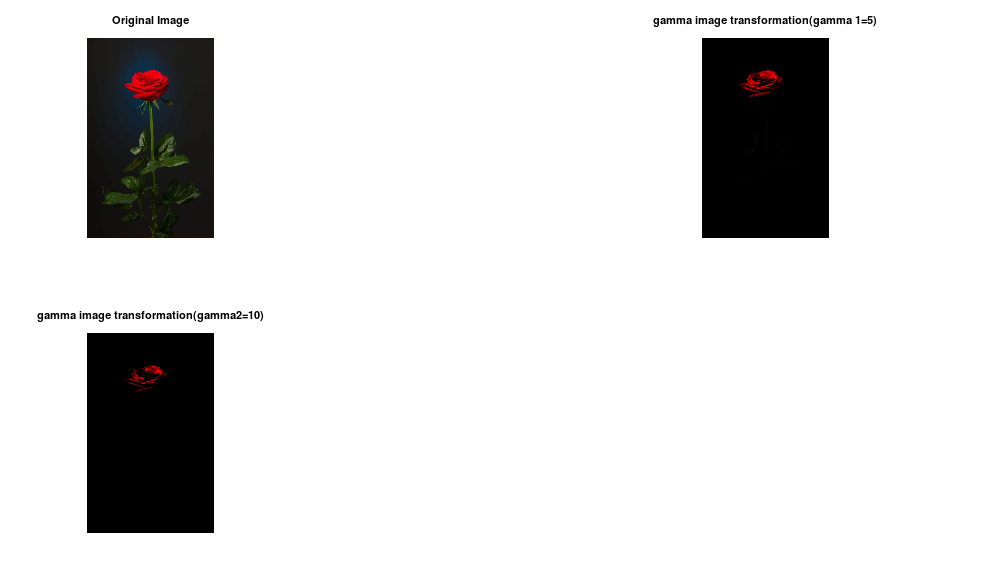 Original Image
gamma image transformation(gamma 1=5)
gamma image transformation(gamma2=10)